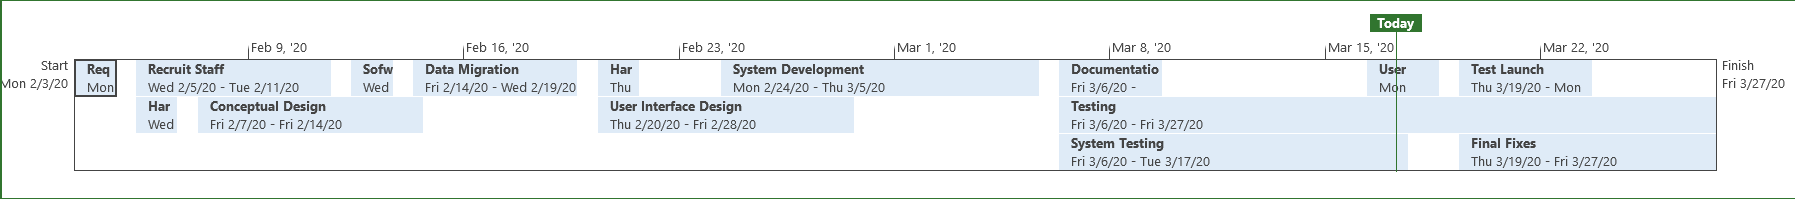 Today
Feb 9, '20
Feb 16, '20
Feb 23, '20
Mar 1, '20
Mar 8, '20
Mar 15, '20
Mar 22, '20
Start
Mon 2/3/20
Req
Mon
Recruit Staff
Wed 2/5/20 - Tue 2/11/20
Sofw
Wed
Data Migration
Fri 2/14/20 - Wed 2/19/20
Har
Thu
System Development
Mon 2/24/20 - Thu 3/5/20
Documentatio
Fri 3/6/20 -
User
Mon
Test Launch
Thu 3/19/20 - Mon
Finish
Fri 3/27/20
Har
Wed
Conceptual Design
Fri 2/7/20 - Fri 2/14/20
User Interface Design
Thu 2/20/20 - Fri 2/28/20
Testing
Fri 3/6/20 - Fri 3/27/20
System Testing
Fri 3/6/20 - Tue 3/17/20
Final Fixes
Thu 3/19/20 - Fri 3/27/20